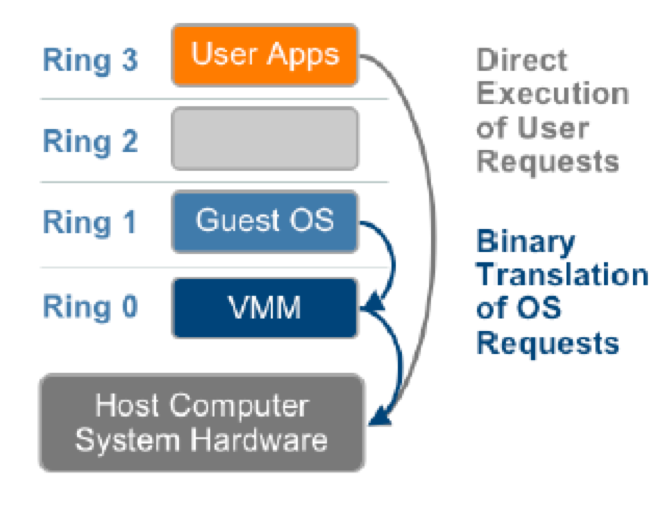 Ring 3
User Apps
Ring 2
Ring 1
Guest OS
Ring 0
VMM
Host Computer
System Hardware
Direct
Execution
of User
Requests
Binary
Translation
of OS
Requests